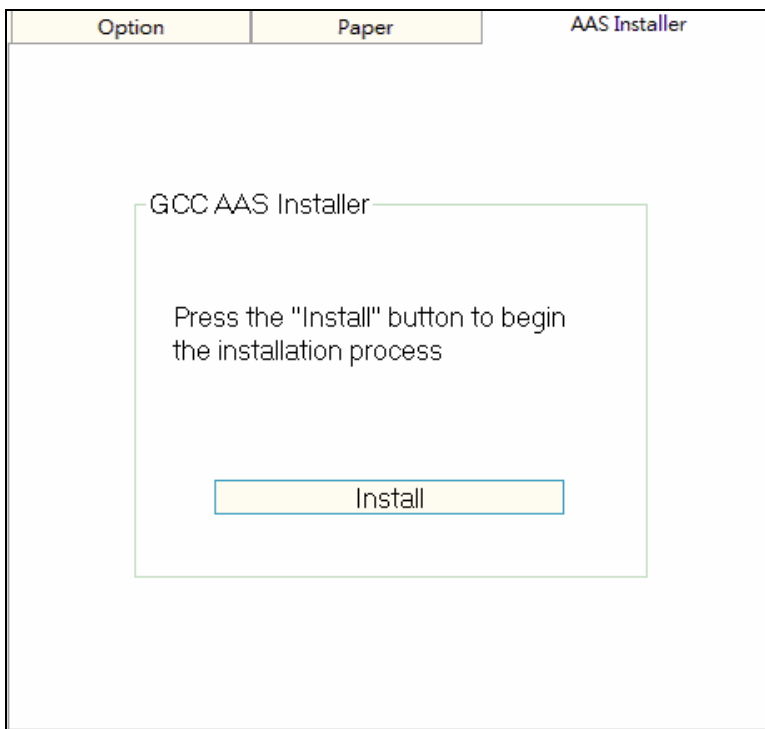 Option Paper AAS Installer
GCC AAS Installer
Press the "Install" button to begin
the installation process
Install